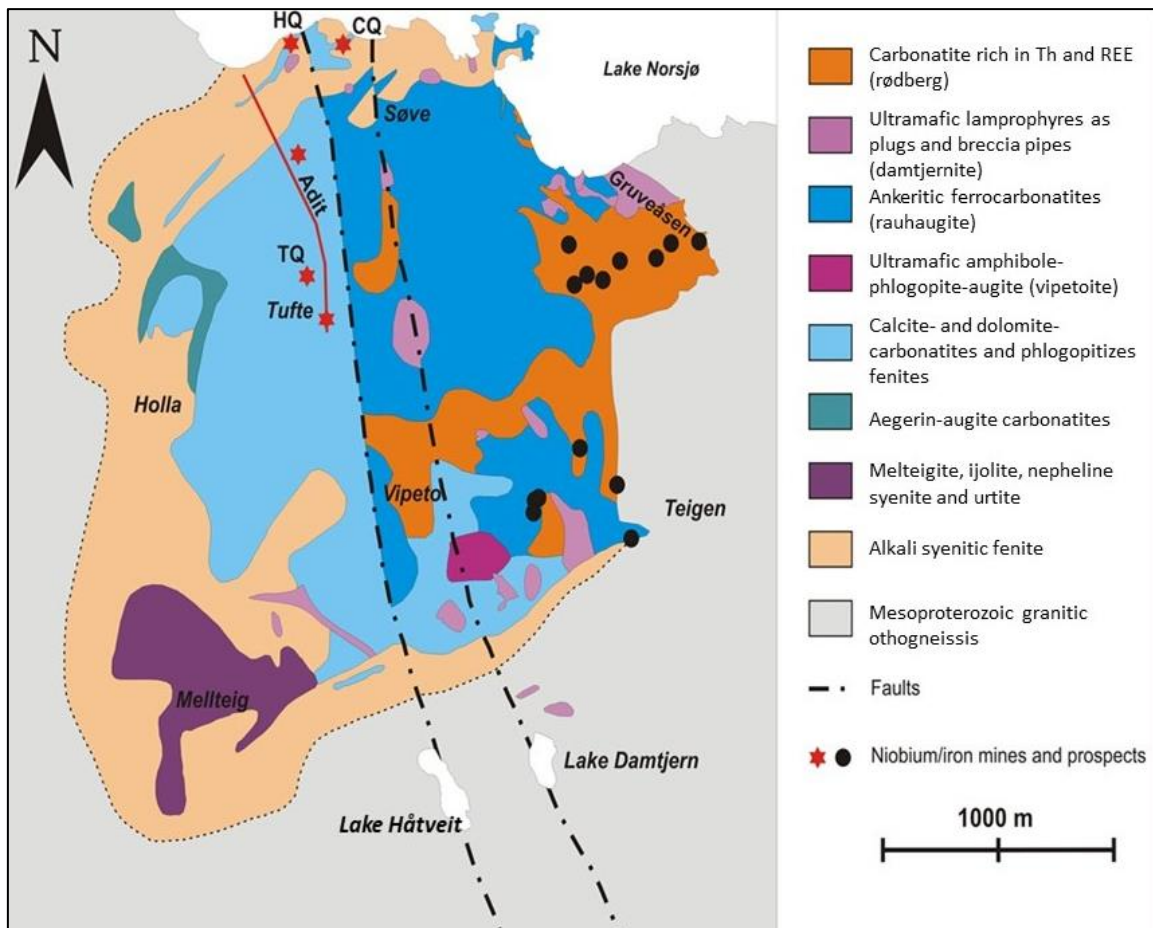 HQ
CQ
N
Lake Norsjø
Søve
Adit
Gruveåsen
TQ
Tufte
Holla
Vipeto
Teigen
Mellteig
Lake Damtjern
Lake Håtveit
Carbonatite rich in Th and REE
(rødberg)
Ultramafic lamprophyres as
plugs and breccia pipes
(damtjernite)
Ankeritic ferrocarbonatites
(rauhaugite)
Ultramafic amphibole-
phlogopite-augite (vipetoite)
Calcite- and dolomite-
carbonatites and phlogopitizes
fenites
Aegerin-augite carbonatites
Melteigite, ijolite, nepheline
syenite and urtite
Alkali syenitic fenite
Mesoproterozoic granitic
othogneissis
Faults
Niobium/iron mines and prospects
1000 m